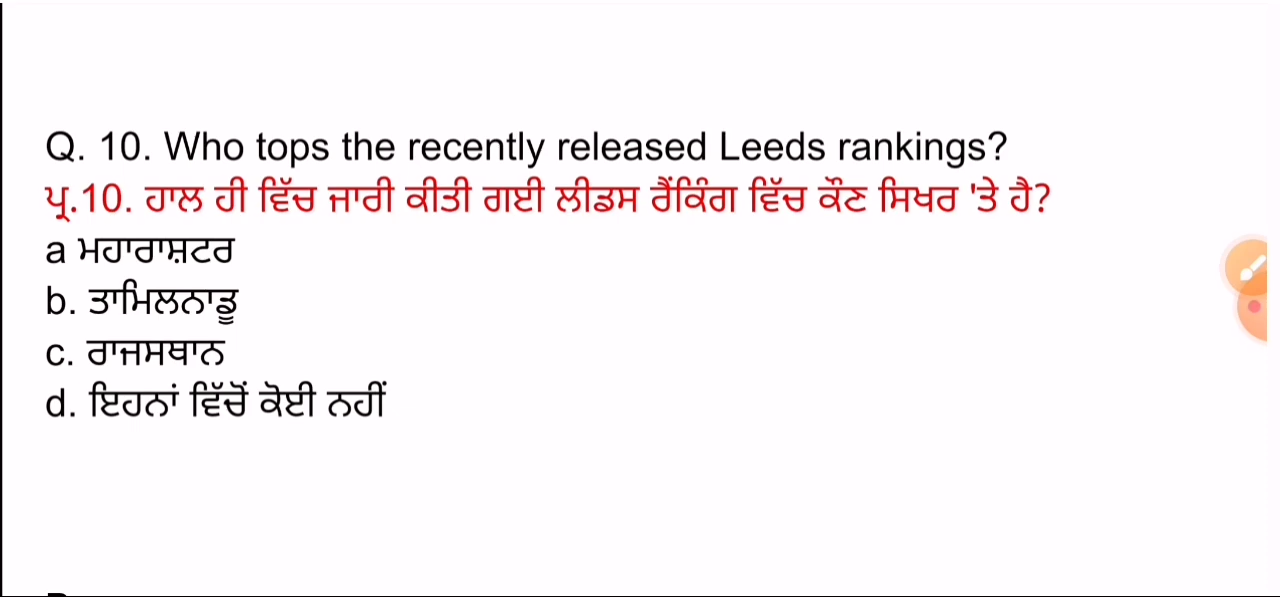 Q. 10. Who tops the recently released Leeds rankings?
ਪ੍ਰ.10. ਹਾਲ ਹੀ ਵਿੱਚ ਜਾਰੀ ਕੀਤੀ ਗਈ ਲੀਡਸ ਰੈਂਕਿੰਗ ਵਿੱਚ ਕੌਣ ਸਿਖਰ 'ਤੇ ਹੈ?
a ਮਹਾਰਾਸ਼ਟਰ
b. ਤਾਮਿਲਨਾਡੂ
c. ਰਾਜਸਥਾਨ
d. ਇਹਨਾਂ ਵਿੱਚੋਂ ਕੋਈ ਨਹੀਂ